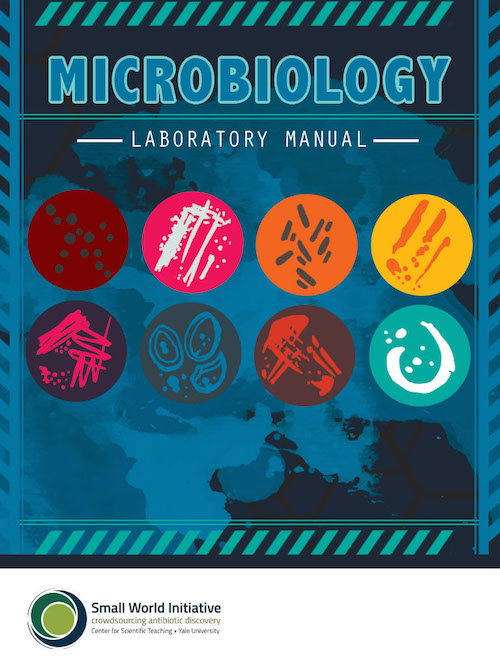 MICROBIOLOGY
LABORATORY MANUAL
Small World Initiative
crowdsourcing antibiotic discovery
Center for Scientific Teaching • Yale University